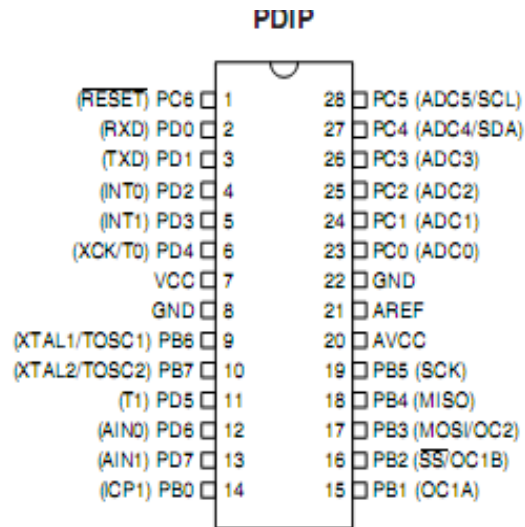 PDIP
(RESET) PC6 1 28 PC5 (ADC5/SCL)
(RXD) PD0 2 27 PC4 (ADC4/SDA)
(TXD) PD1 3 26 PC3 (ADC3)
(INT0) PD2 4 25 PC2 (ADC2)
(INT1) PD3 5 24 PC1 (ADC1)
(XCK/T0) PD4 6 23 PC0 (ADC0)
VCC 7 22 GND
GND 8 21 AREF
(XTAL1/TOSC1) PB6 9 20 AVCC
(XTAL2/TOSC2) PB7 10 19 PB5 (SCK)
(T1) PD5 11 18 PB4 (MISO)
(AIN0) PD6 12 17 PB3 (MOSI/OC2)
(AIN1) PD7 13 16 PB2 (SS/OC1B)
(ICP1) PB0 14 15 PB1 (OC1A)